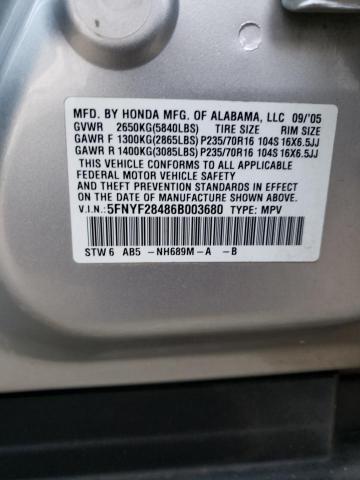 MFD. BY HONDA MFG. OF ALABAMA, LLC 09/'05
GVWR 2650KG(5840LBS) TIRE SIZE RIM SIZE
GAWR F 1300KG(2865LBS) P235/70R16 104S 16X6.5JJ
GAWR R 1400KG(3085LBS) P235/70R16 104S 16X6.5JJ
THIS VEHICLE CONFORMS TO ALL APPLICABLE
FEDERAL MOTOR VEHICLE SAFETY
AND THEFT PREVENTION STANDARDS IN EFFECT
ON THE DATE OF MANUFACTURE SHOWN ABOVE.
V.I.N.: 5FNYF28486B003680 TYPE: MPV
STW 6 AB5 -NH689M-A -B